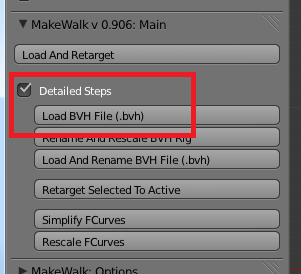 MakeWalk v 0.906: Main
Load And Retarget
Detailed Steps
Load BVH File (.bvh)
Rename And Rescale BVH Rig
Load And Rename BVH File (.bvh)
Retarget Selected To Active
Simplify FCurves
Rescale FCurves
MakeWalk: Options